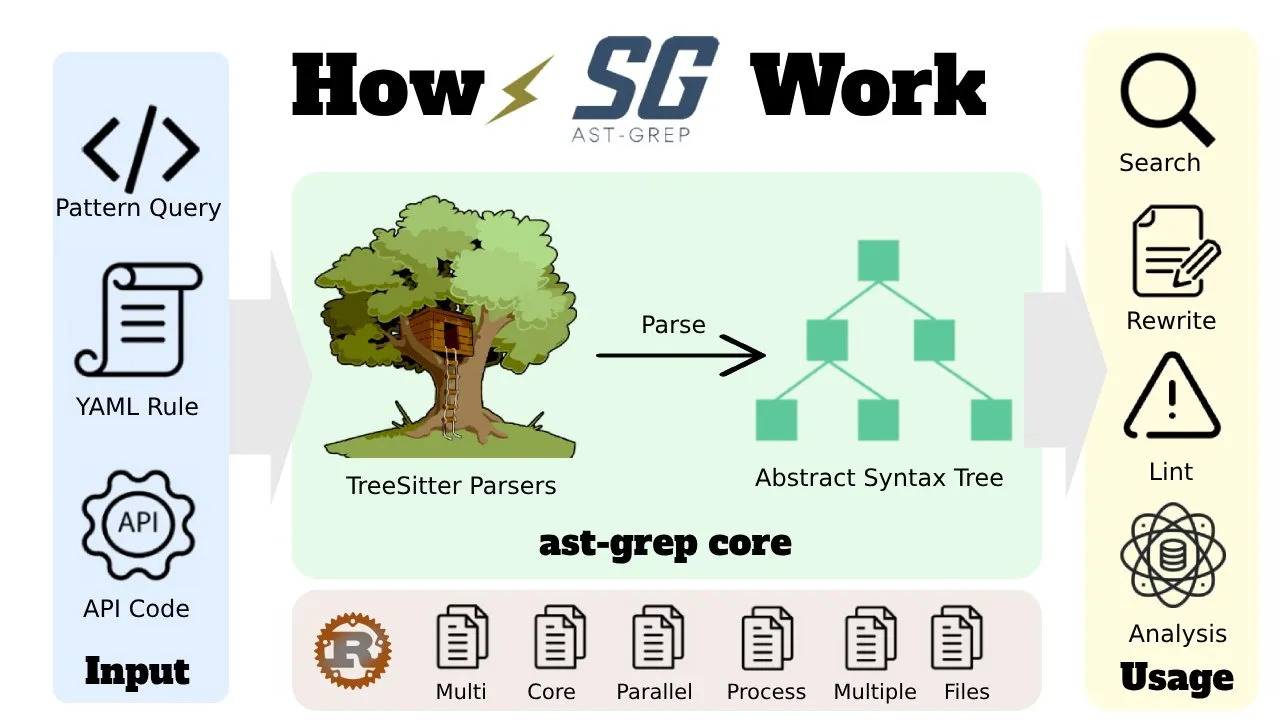 How SG Work
AST-GREP
Pattern Query
YAML Rule
API
API Code
Input
Parse
TreeSitter Parsers
Abstract Syntax Tree
ast-grep core
R
Multi Core Parallel Process Multiple Files
Search
Rewrite
Lint
Analysis
Usage